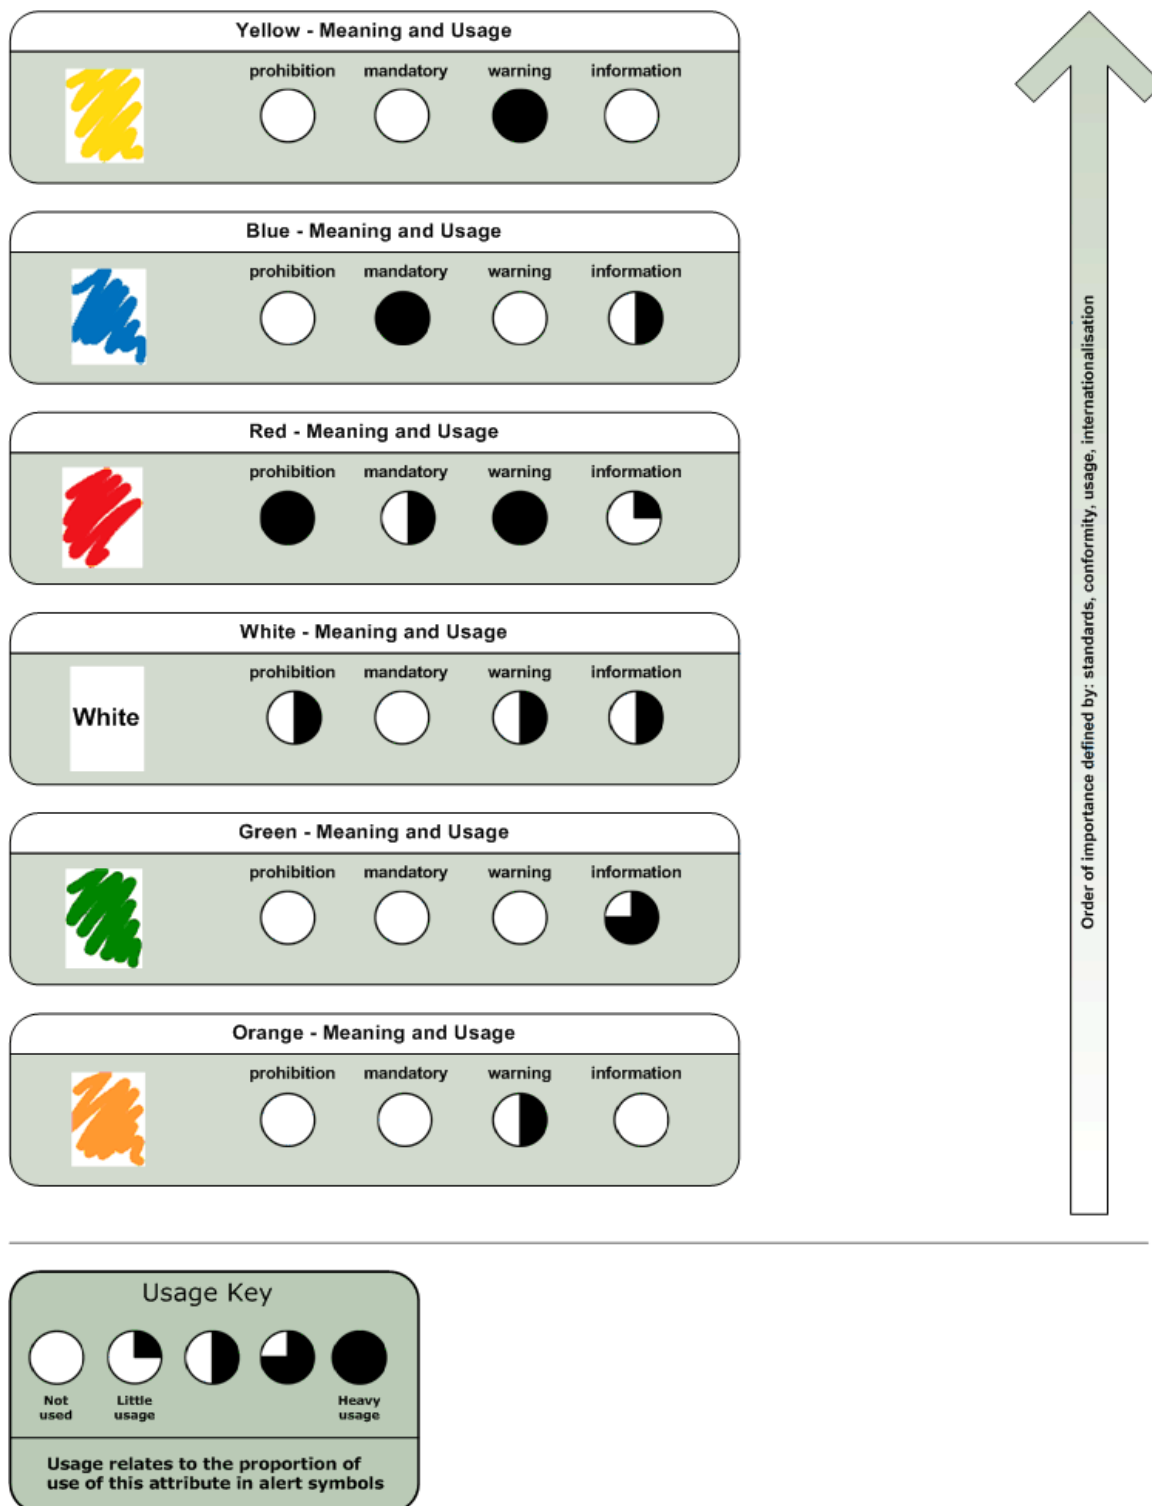 Yellow - Meaning and Usage
prohibition mandatory warning information
Blue - Meaning and Usage
prohibition mandatory warning information
Red - Meaning and Usage
prohibition mandatory warning information
White - Meaning and Usage
prohibition mandatory warning information
White
Green - Meaning and Usage
prohibition mandatory warning information
Orange - Meaning and Usage
prohibition mandatory warning information
Order of importance defined by: standards, conformity, usage, internationalisation
Usage Key
Not used
Little usage
Heavy usage
Usage relates to the proportion of
use of this attribute in alert symbols